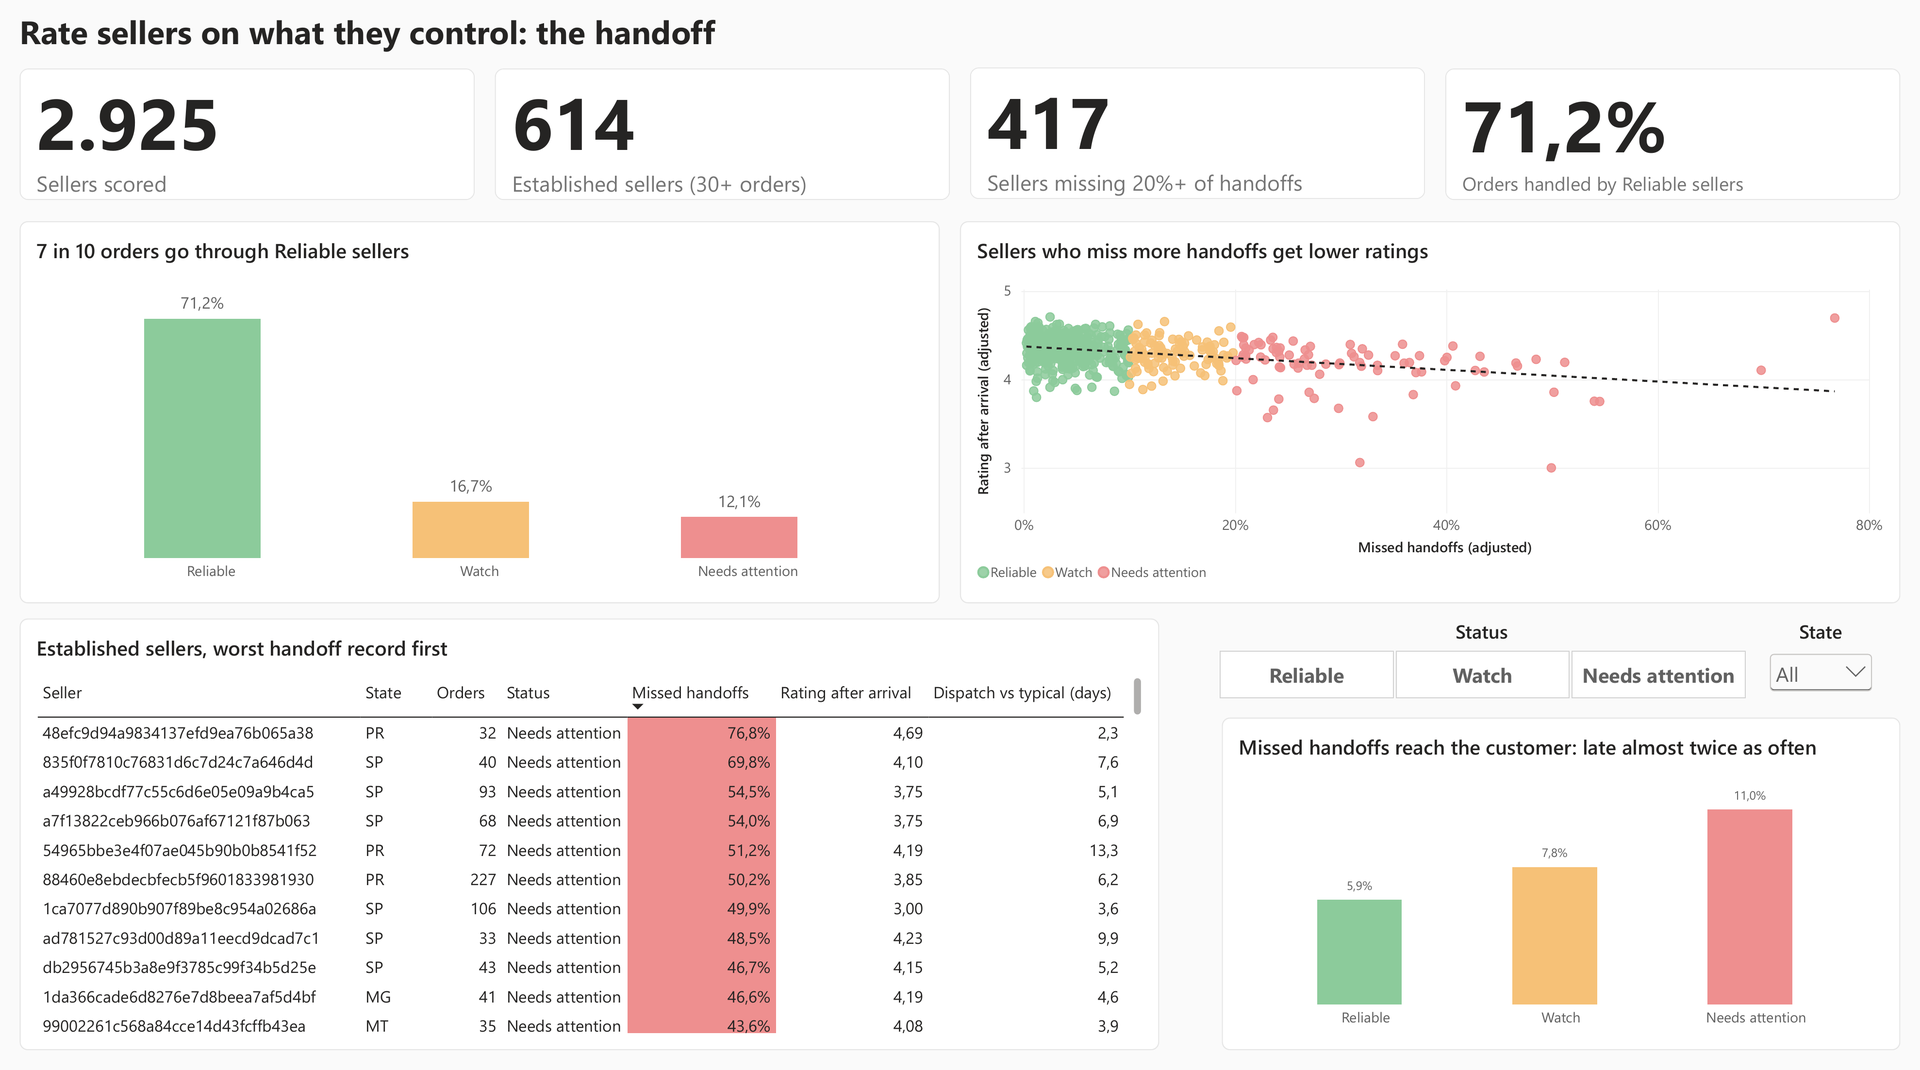 Rate sellers on what they control: the handoff
2.925
Sellers scored
614
Established sellers (30+ orders)
417
Sellers missing 20%+ of handoffs
71,2%
Orders handled by Reliable sellers
7 in 10 orders go through Reliable sellers
71,2%
16,7%
12,1%
Reliable
Watch
Needs attention
Sellers who miss more handoffs get lower ratings
Rating after arrival (adjusted)
5
4
3
0%
20%
40%
60%
80%
Missed handoffs (adjusted)
Reliable Watch Needs attention
Established sellers, worst handoff record first
Seller State Orders Status Missed handoffs Rating after arrival Dispatch vs typical (days)
48efc9d94a9834137efd9ea76b065a38 PR 32 Needs attention 76,8% 4,69 2,3
835f0f7810c76831d6c7d24c7a646d4d SP 40 Needs attention 69,8% 4,10 7,6
a49928bcdf77c55c6d6e05e09a9b4ca5 SP 93 Needs attention 54,5% 3,75 5,1
a7f13822ceb966b076af67121f87b063 SP 68 Needs attention 54,0% 3,75 6,9
54965bbe3e4f07ae045b90b0b8541f52 PR 72 Needs attention 51,2% 4,19 13,3
88460e8ebdecbfecb5f9601833981930 PR 227 Needs attention 50,2% 3,85 6,2
1ca7077d890b907f89be8c954a02686a SP 106 Needs attention 49,9% 3,00 3,6
ad781527c93d00d89a11eecd9dcad7c1 SP 33 Needs attention 48,5% 4,23 9,9
db2956745b3a8e9f3785c99f34b5d25e SP 43 Needs attention 46,7% 4,15 5,2
1da366cade6d8276e7d8beea7af5d4bf MG 41 Needs attention 46,6% 4,19 4,6
99002261c568a84cce14d43fcffb43ea MT 35 Needs attention 43,6% 4,08 3,9
Status
Reliable
Watch
Needs attention
State
All
Missed handoffs reach the customer: late almost twice as often
5,9%
7,8%
11,0%
Reliable
Watch
Needs attention